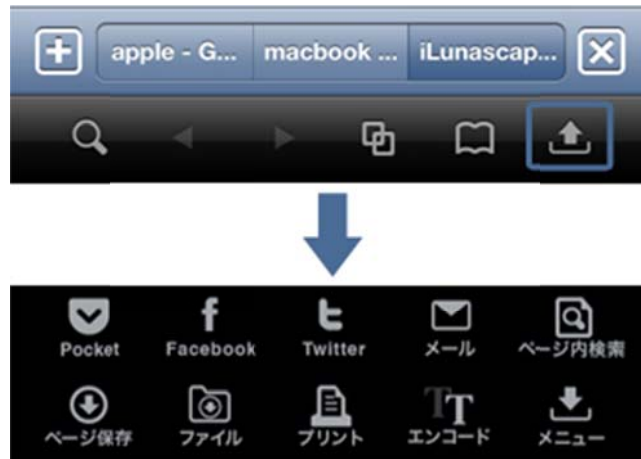 apple - G... macbook ... iLunascap...
Pocket Facebook Twitter メール ページ内検索
ページ保存 ファイル プリント エンコード メニュー